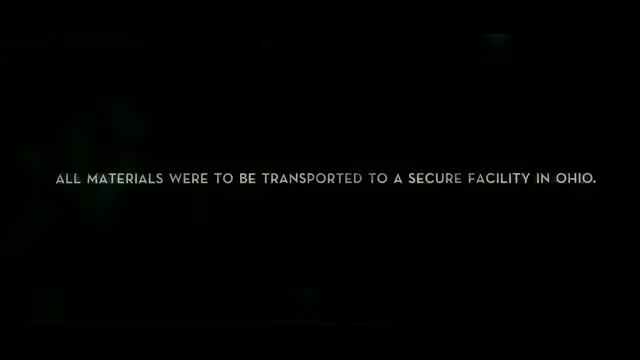 ALL MATERIALS WERE TO BE TRANSPORTED TO A SECURE FACILITY IN OHIO.